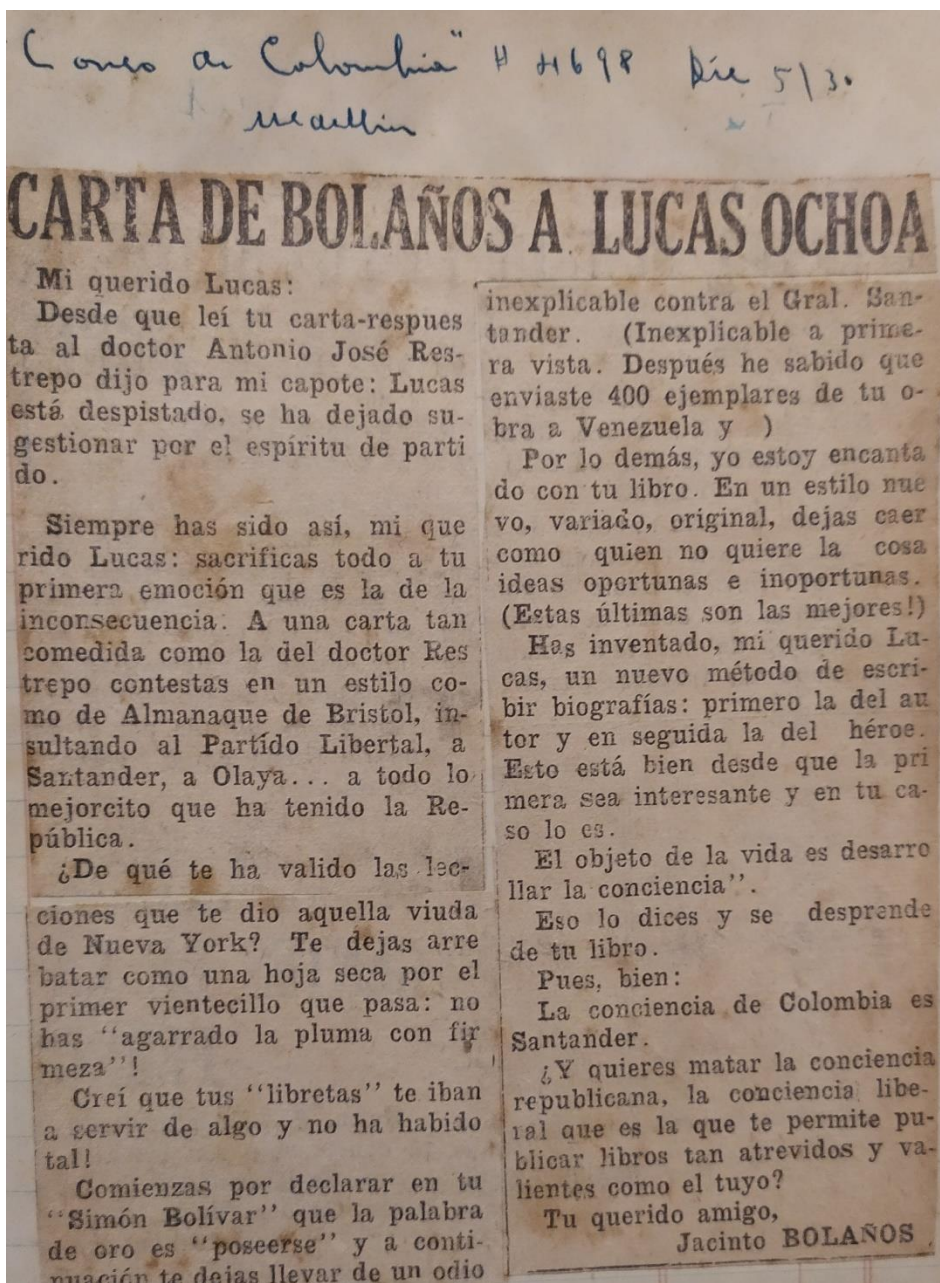 "Correo de Colombia" # 4698 Dic 5/30
Medellín
CARTA DE BOLAÑOS A LUCAS OCHOA
Mi querido Lucas:
Desde que leí tu carta-respues
ta al doctor Antonio José Res-
trepo dijo para mi capote: Lucas
está despistado, se ha dejado su-
gestionar por el espíritu de parti
do.
Siempre has sido así, mi que
rido Lucas: sacrificas todo a tu
primera emoción que es la de la
inconsecuencia: A una carta tan
comedida como la del doctor Res
trepo contestas en un estilo co-
mo de Almanaque de Bristol, in-
sultando al Partído Libertal, a
Santander, a Olaya... a todo lo
mejorcito que ha tenido la Re-
pública.
¿De qué te ha valido las lec-
ciones que te dio aquella viuda
de Nueva York? Te dejas arre
batar como una hoja seca por el
primer vientecillo que pasa: no
has "agarrado la pluma con fir
meza"!
Creí que tus "libretas" te iban
a servir de algo y no ha habido
tal!
Comienzas por declarar en tu
"Simón Bolívar" que la palabra
de oro es "poseerse" y a conti-
nuación te dejas llevar de un odio
inexplicable contra el Gral. San-
tander. (Inexplicable a prime-
ra vista. Después he sabido que
enviaste 400 ejemplares de tu o-
bra a Venezuela y )
Por lo demás, yo estoy encanta
do con tu libro. En un estilo nue
vo, variado, original, dejas caer
como quien no quiere la cosa
ideas oportunas e inoportunas.
(Estas últimas son las mejores!)
Has inventado, mi querido Lu-
cas, un nuevo método de escri-
bir biografías: primero la del au
tor y en seguida la del héroe.
Esto está bien desde que la pri
mera sea interesante y en tu ca-
so lo es.
El objeto de la vida es desarro
llar la conciencia".
Eso lo dices y se desprende
de tu libro.
Pues, bien:
La conciencia de Colombia es
Santander.
¿Y quieres matar la conciencia
republicana, la conciencia libe-
ral que es la que te permite pu-
blicar libros tan atrevidos y va-
lientes como el tuyo?
Tu querido amigo,
Jacinto BOLAÑOS